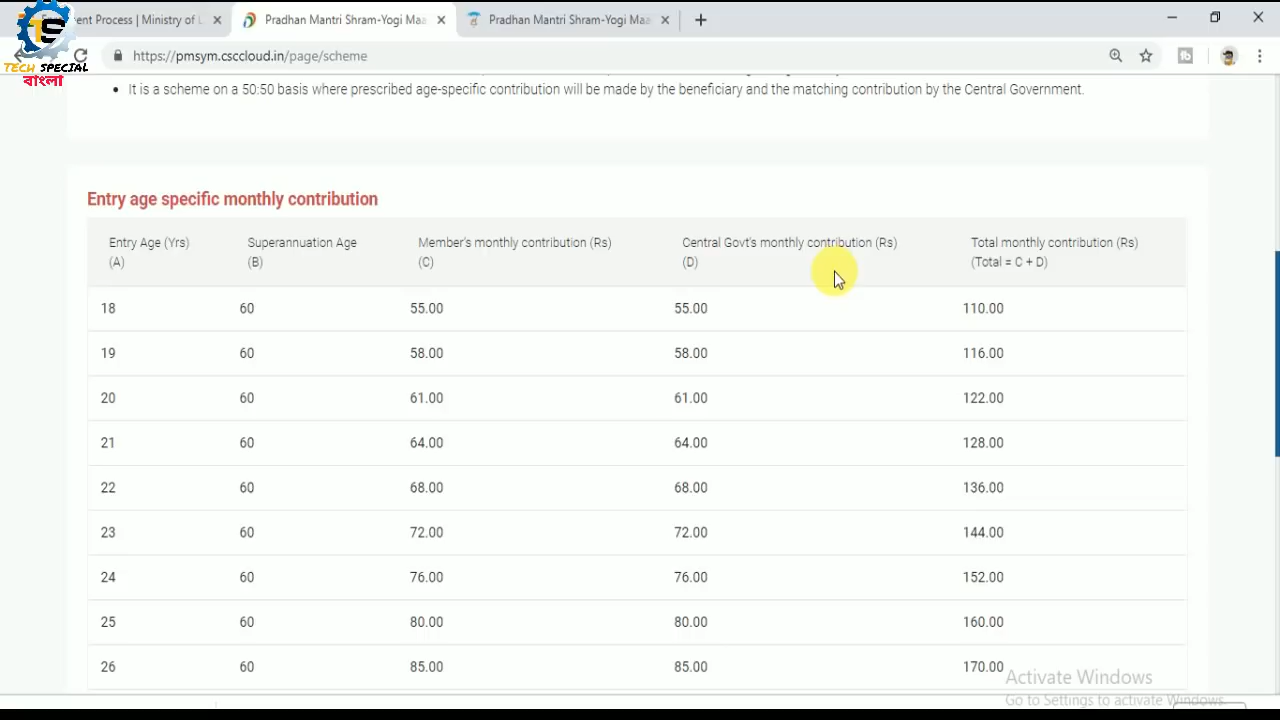 ent Process | Ministry of L
Pradhan Mantri Shram-Yogi Maa
Pradhan Mantri Shram-Yogi Maa
https://pmsym.csccloud.in/page/scheme
TECH SPECIAL
বাংলা
It is a scheme on a 50:50 basis where prescribed age-specific contribution will be made by the beneficiary and the matching contribution by the Central Government.
Entry age specific monthly contribution
Entry Age (Yrs) Superannuation Age Member's monthly contribution (Rs) Central Govt's monthly contribution (Rs) Total monthly contribution (Rs)
(A) (B) (C) (D) (Total = C + D)
18 60 55.00 55.00 110.00
19 60 58.00 58.00 116.00
20 60 61.00 61.00 122.00
21 60 64.00 64.00 128.00
22 60 68.00 68.00 136.00
23 60 72.00 72.00 144.00
24 60 76.00 76.00 152.00
25 60 80.00 80.00 160.00
26 60 85.00 85.00 170.00
Activate Windows
Go to Settings to activate Windows.